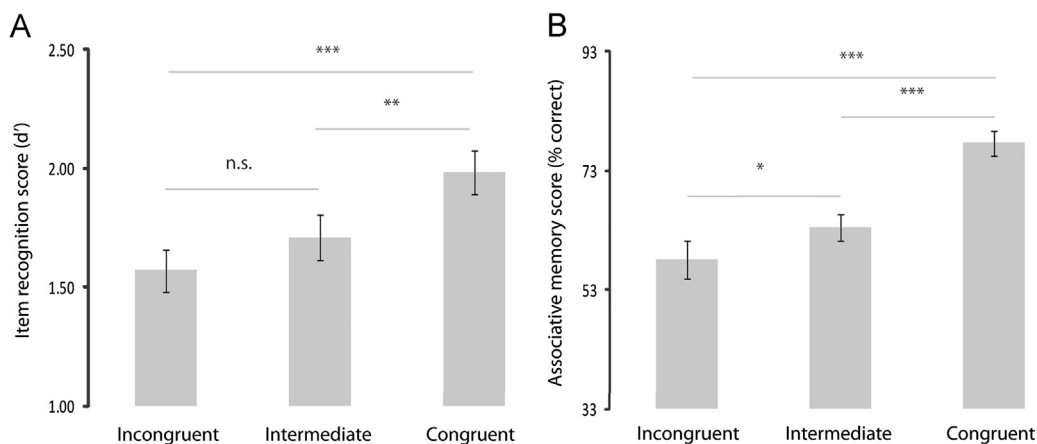 A
Item recognition score (d')
2.50
2.00
1.50
1.00
***
**
n.s.
Incongruent
Intermediate
Congruent
B
Associative memory score (% correct)
93
73
53
33
***
***
*
Incongruent
Intermediate
Congruent